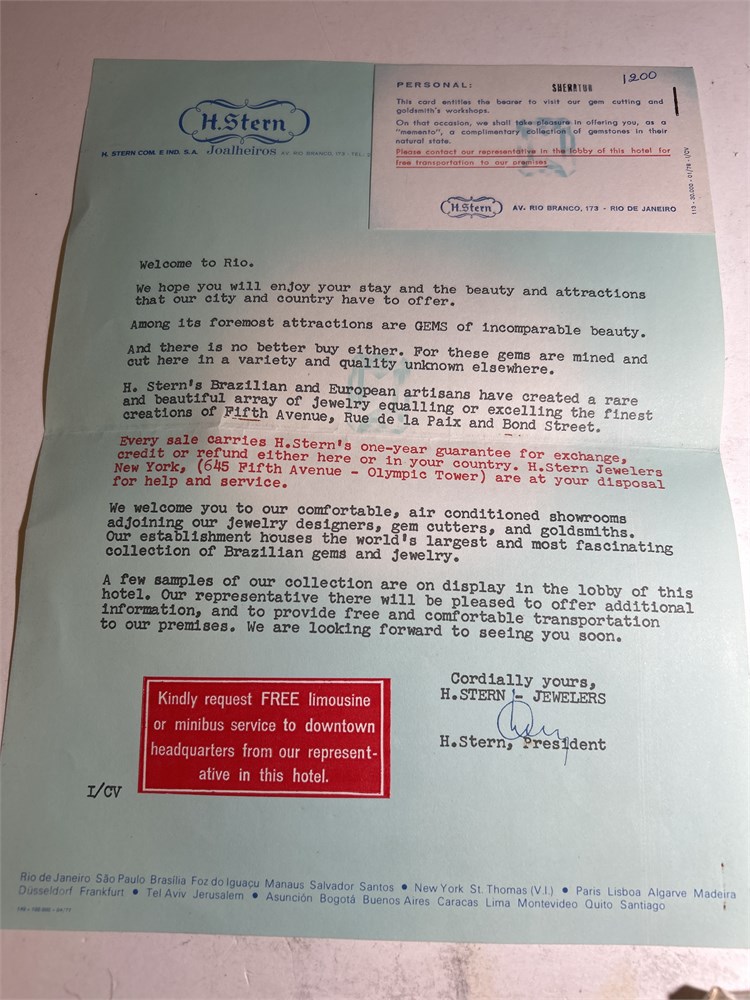 H.Stern
H. STERN COM. E IND. S.A. Joalheiros AV. RIO BRANCO, 173 - TEL.
PERSONAL:
SHERATON
1200
This card entitles the bearer to visit our gem cutting and
goldsmith's workshops.
On that occasion, we shall take pleasure in offering you, as a
"memento", a complimentary collection of gemstones in their
natural state.
Please contact our representative in the lobby of this hotel for
free transportation to our premises
H.Stern AV. RIO BRANCO, 173 - RIO DE JANEIRO
113 - 50.000 - 01/78 - I/CV
Welcome to Rio.
We hope you will enjoy your stay and the beauty and attractions
that our city and country have to offer.
Among its foremost attractions are GEMS of incomparable beauty.
And there is no better buy either. For these gems are mined and
cut here in a variety and quality unknown elsewhere.
H. Stern's Brazilian and European artisans have created a rare
and beautiful array of jewelry equalling or excelling the finest
creations of Fifth Avenue, Rue de la Paix and Bond Street.
Every sale carries H.Stern's one-year guarantee for exchange,
credit or refund either here or in your country. H.Stern Jewelers
New York, (645 Fifth Avenue - Olympic Tower) are at your disposal
for help and service.
We welcome you to our comfortable, air conditioned showrooms
adjoining our jewelry designers, gem cutters, and goldsmiths.
Our establishment houses the world's largest and most fascinating
collection of Brazilian gems and jewelry.
A few samples of our collection are on display in the lobby of this
hotel. Our representative there will be pleased to offer additional
information, and to provide free and comfortable transportation
to our premises. We are looking forward to seeing you soon.
Cordially yours,
H.STERN - JEWELERS
H.Stern, President
Kindly request FREE limousine
or minibus service to downtown
headquarters from our represent-
ative in this hotel.
I/CV
Rio de Janeiro São Paulo Brasília Foz do Iguaçu Manaus Salvador Santos ● New York St. Thomas (V.I.) ● Paris Lisboa Algarve Madeira
Düsseldorf Frankfurt ● Tel Aviv Jerusalem ● Asunción Bogotá Buenos Aires Caracas Lima Montevideo Quito Santiago